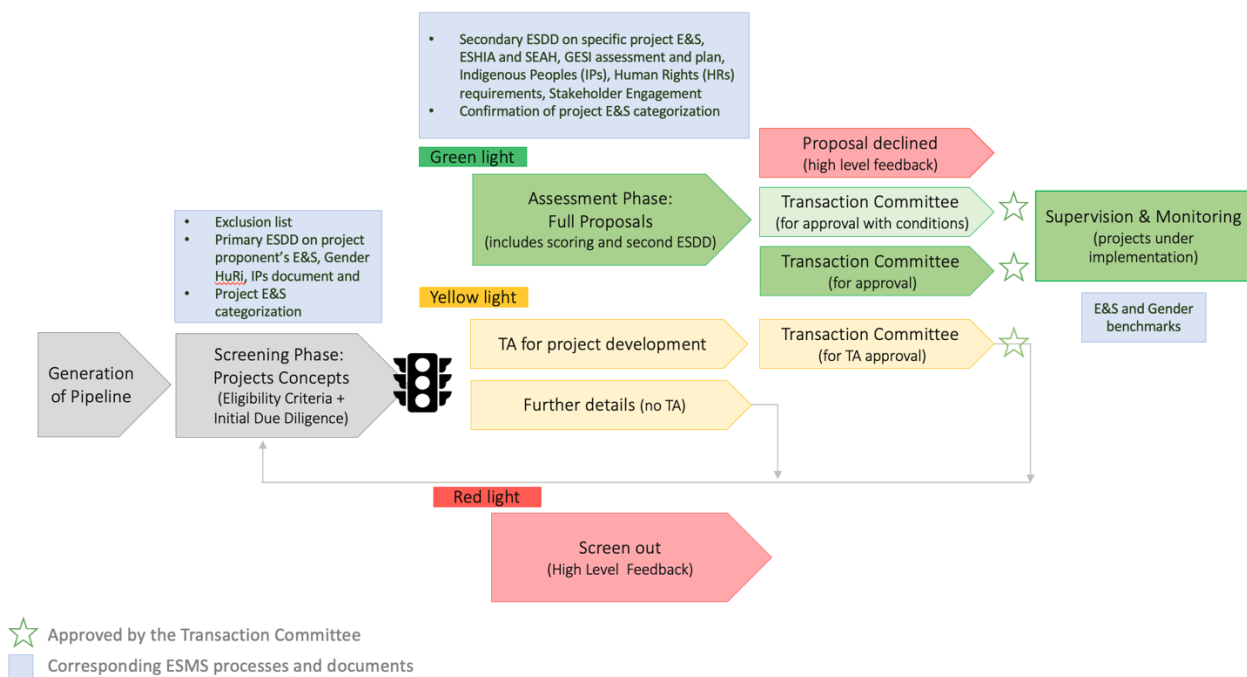 • Secondary ESDD on specific project E&S,
ESHIA and SEAH, GESI assessment and plan,
Indigenous Peoples (IPs), Human Rights (HRs)
requirements, Stakeholder Engagement
• Confirmation of project E&S categorization
Green light
Proposal declined
(high level feedback)
Assessment Phase:
Full Proposals
(includes scoring and second ESDD)
Transaction Committee
(for approval with conditions)
Transaction Committee
(for approval)
Supervision & Monitoring
(projects under
implementation)
E&S and Gender
benchmarks
• Exclusion list
• Primary ESDD on project
proponent's E&S, Gender
HuRi, IPs document and
• Project E&S
categorization
Yellow light
Generation
of Pipeline
Screening Phase:
Projects Concepts
(Eligibility Criteria +
Initial Due Diligence)
TA for project development
Transaction Committee
(for TA approval)
Further details (no TA)
Red light
Screen out
(High Level Feedback)
Approved by the Transaction Committee
Corresponding ESMS processes and documents